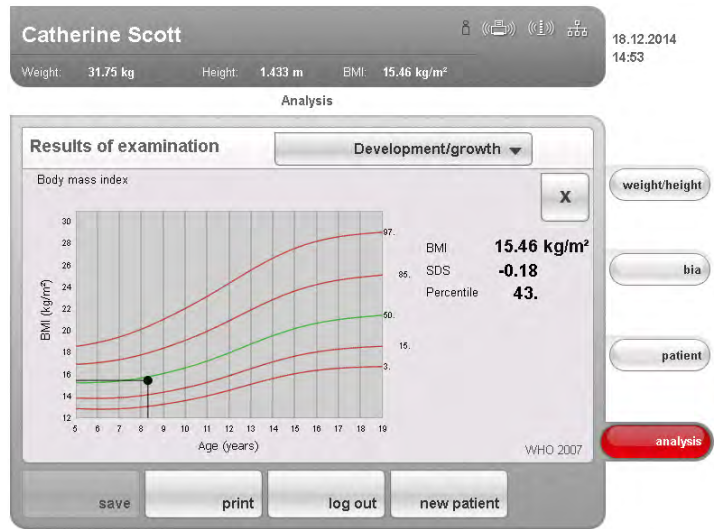 Catherine Scott
18.12.2014
14:53
Weight: 31.75 kg Height: 1.433 m BMI: 15.46 kg/m²
Analysis
Results of examination
Development/growth
Body mass index
X
weight/height
bia
patient
analysis
BMI 15.46 kg/m²
SDS -0.18
Percentile 43.
BMI (kg/m²)
30
28
26
24
22
20
18
16
14
12
97.
85.
50.
15.
3.
5 6 7 8 9 10 11 12 13 14 15 16 17 18 19
Age (years)
WHO 2007
save print log out new patient